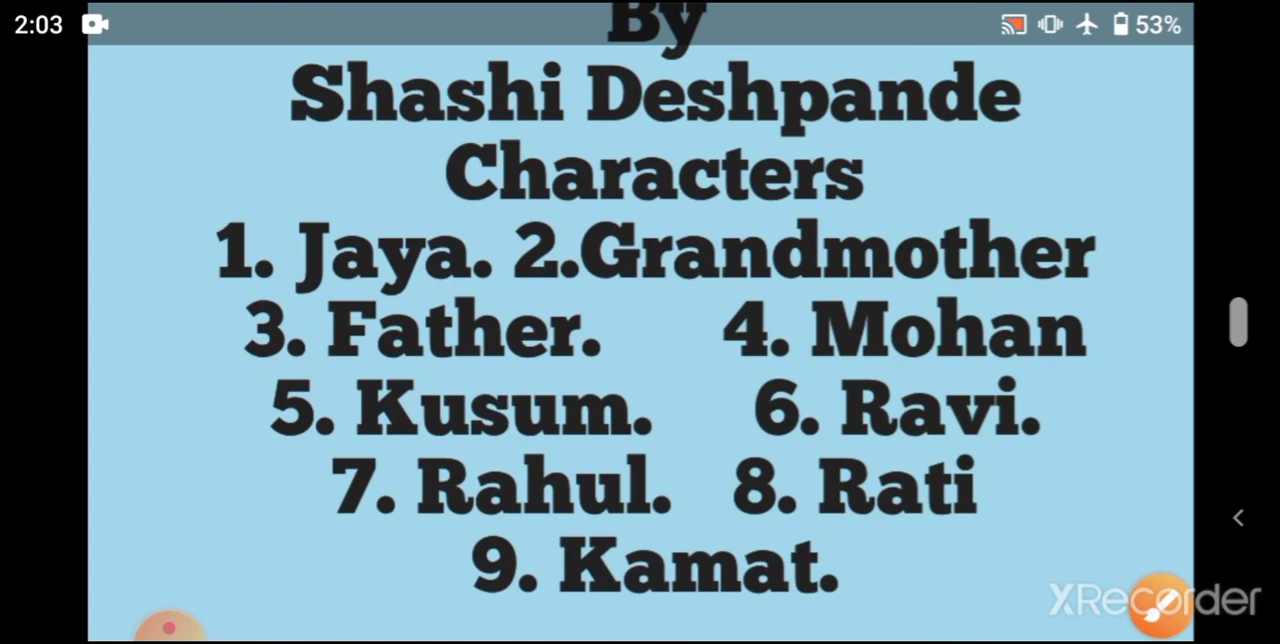 2:03 53%
By
Shashi Deshpande
Characters
1. Jaya. 2.Grandmother
3. Father. 4. Mohan
5. Kusum. 6. Ravi.
7. Rahul. 8. Rati
9. Kamat.
XRecorder